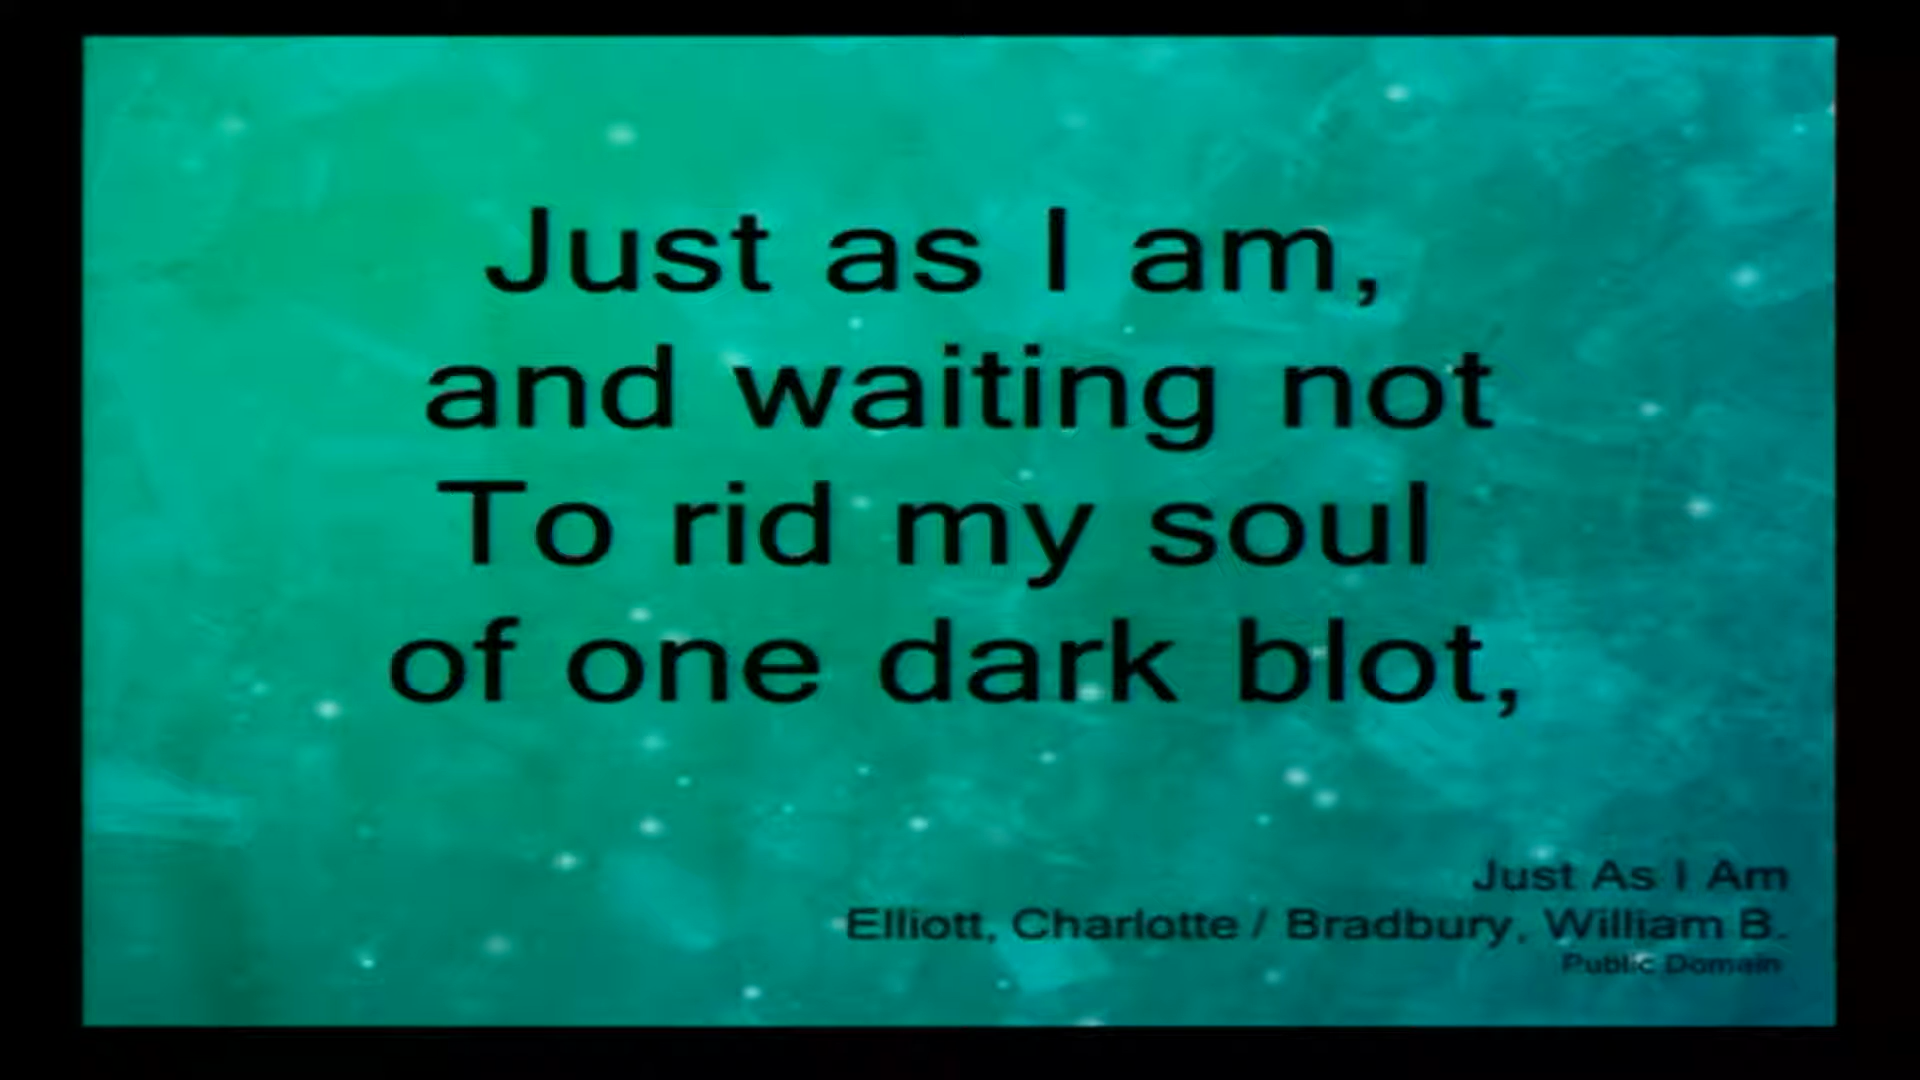 Just as I am,
and waiting not
To rid my soul
of one dark blot,
Just As I Am
Elliott, Charlotte / Bradbury, William B.
Public Domain